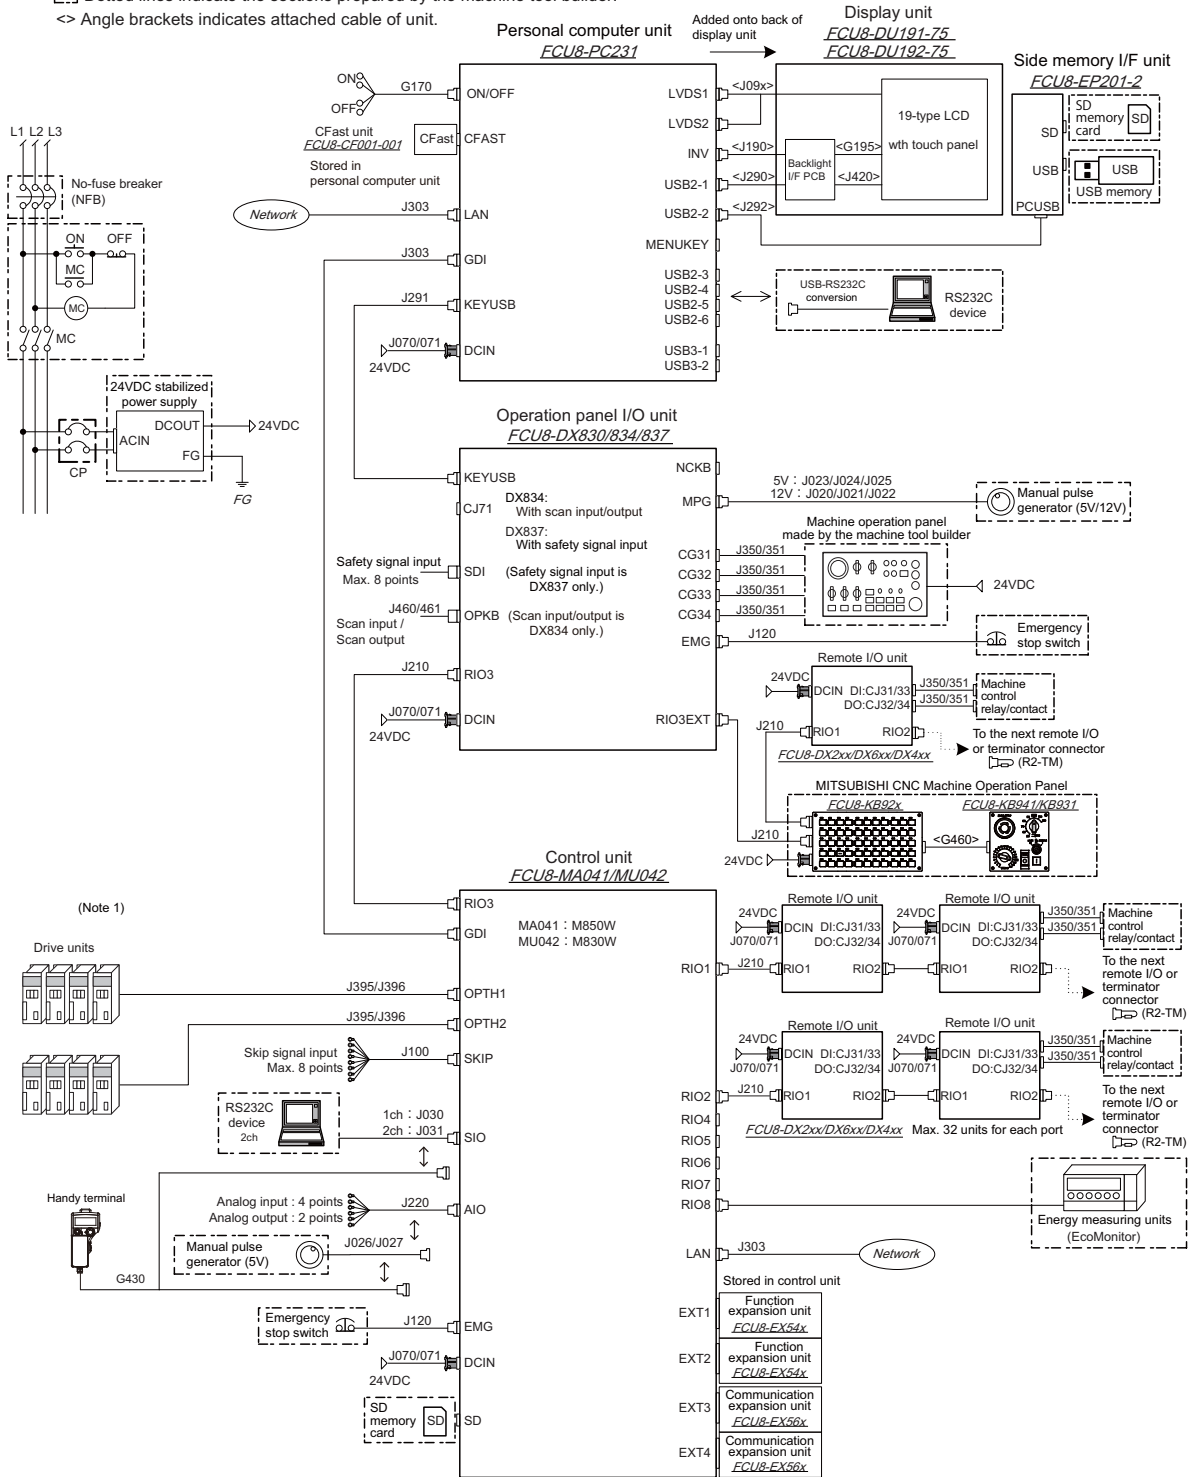 Dotted lines indicate the sections prepared by the machine tool builder.
<> Angle brackets indicates attached cable of unit.
Personal computer unit
FCU8-PC231
Added onto back of
display unit
Display unit
FCU8-DU191-75
FCU8-DU192-75
Side memory I/F unit
FCU8-EP201-2
ON
OFF
G170
ON/OFF
CFast unit
FCU8-CF001-001
CFast
CFAST
Stored in
personal computer unit
Network
J303
LAN
J303
GDI
J291
KEYUSB
J070/071
24VDC
DCIN
LVDS1
LVDS2
INV
USB2-1
USB2-2
MENUKEY
USB2-3
USB2-4
USB2-5
USB2-6
USB3-1
USB3-2
<J09x>
<J190>
<J290>
<J292>
Backlight
I/F PCB
<G195>
<J420>
19-type LCD
wth touch panel
SD
USB
PCUSB
SD
memory
card
SD
USB
USB memory
USB-RS232C
conversion
RS232C
device
L1 L2 L3
No-fuse breaker
(NFB)
ON
OFF
MC
MC
MC
24VDC stabilized
power supply
DCOUT
ACIN
FG
24VDC
CP
FG
Operation panel I/O unit
FCU8-DX830/834/837
KEYUSB
CJ71
DX834:
With scan input/output
DX837:
With safety signal input
Safety signal input
Max. 8 points
SDI
(Safety signal input is
DX837 only.)
J460/461
Scan input /
Scan output
OPKB
(Scan input/output is
DX834 only.)
J210
RIO3
J070/071
24VDC
DCIN
NCKB
MPG
5V : J023/J024/J025
12V : J020/J021/J022
Manual pulse
generator (5V/12V)
Machine operation panel
made by the machine tool builder
CG31
J350/351
CG32
J350/351
CG33
J350/351
CG34
J350/351
24VDC
EMG
J120
Emergency
stop switch
RIO3EXT
Remote I/O unit
24VDC
DCIN
DI:CJ31/33
DO:CJ32/34
J350/351
J350/351
Machine
control
relay/contact
J210
RIO1
RIO2
To the next remote I/O
or terminator connector
(R2-TM)
FCU8-DX2xx/DX6xx/DX4xx
MITSUBISHI CNC Machine Operation Panel
FCU8-KB92x
FCU8-KB941/KB931
J210
24VDC
<G460>
Control unit
FCU8-MA041/MU042
MA041 : M850W
MU042 : M830W
(Note 1)
Drive units
RIO3
GDI
J395/J396
OPTH1
J395/J396
OPTH2
Skip signal input
Max. 8 points
J100
SKIP
RS232C
device
2ch
1ch : J030
2ch : J031
SIO
Handy terminal
Analog input : 4 points
Analog output : 2 points
J220
AIO
Manual pulse
generator (5V)
J026/J027
G430
Emergency
stop switch
J120
EMG
J070/071
24VDC
DCIN
SD
memory
card
SD
SD
Remote I/O unit
Remote I/O unit
24VDC
J070/071
DCIN
DI:CJ31/33
DO:CJ32/34
24VDC
J070/071
DCIN
DI:CJ31/33
DO:CJ32/34
J350/351
J350/351
Machine
control
relay/contact
RIO1
J210
RIO1
RIO2
RIO1
RIO2
To the next
remote I/O or
terminator
connector
(R2-TM)
Remote I/O unit
Remote I/O unit
24VDC
J070/071
DCIN
DI:CJ31/33
DO:CJ32/34
24VDC
J070/071
DCIN
DI:CJ31/33
DO:CJ32/34
J350/351
J350/351
Machine
control
relay/contact
RIO2
J210
RIO1
RIO2
RIO1
RIO2
To the next
remote I/O or
terminator
connector
(R2-TM)
FCU8-DX2xx/DX6xx/DX4xx
Max. 32 units for each port
RIO4
RIO5
RIO6
RIO7
RIO8
Energy measuring units
(EcoMonitor)
LAN
J303
Network
Stored in control unit
EXT1
Function
expansion unit
FCU8-EX54x
EXT2
Function
expansion unit
FCU8-EX54x
EXT3
Communication
expansion unit
FCU8-EX56x
EXT4
Communication
expansion unit
FCU8-EX56x